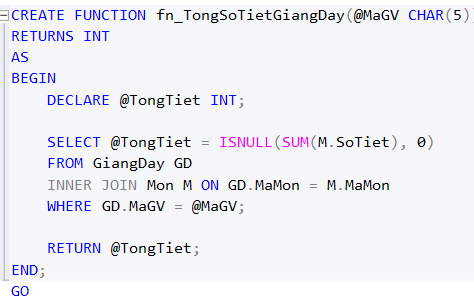 CREATE FUNCTION fn_TongSoTietGiangDay(@MaGV CHAR(5))
RETURNS INT
AS
BEGIN
    DECLARE @TongTiet INT;

    SELECT @TongTiet = ISNULL(SUM(M.SoTiet), 0)
    FROM GiangDay GD
    INNER JOIN Mon M ON GD.MaMon = M.MaMon
    WHERE GD.MaGV = @MaGV;

    RETURN @TongTiet;
END;
GO